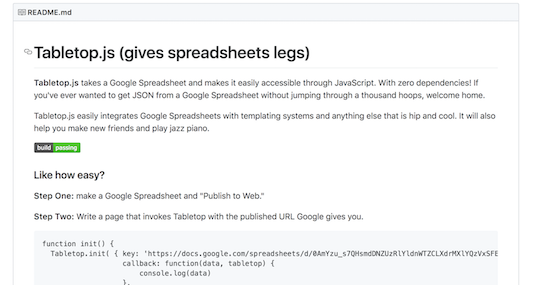 README.md
Tabletop.js (gives spreadsheets legs)
Tabletop.js takes a Google Spreadsheet and makes it easily accessible through JavaScript. With zero dependencies! If
you've ever wanted to get JSON from a Google Spreadsheet without jumping through a thousand hoops, welcome home.
Tabletop.js easily integrates Google Spreadsheets with templating systems and anything else that is hip and cool. It will also
help you make new friends and play jazz piano.
build passing
Like how easy?
Step One: make a Google Spreadsheet and "Publish to Web."
Step Two: Write a page that invokes Tabletop with the published URL Google gives you.
function init() {
Tabletop.init( { key: 'https://docs.google.com/spreadsheets/d/0AmYzu_s7QHsmdDNZUzRlYldnWTZCLXdrMXlYQzVxSFE
callback: function(data, tabletop) {
console.log(data)
},